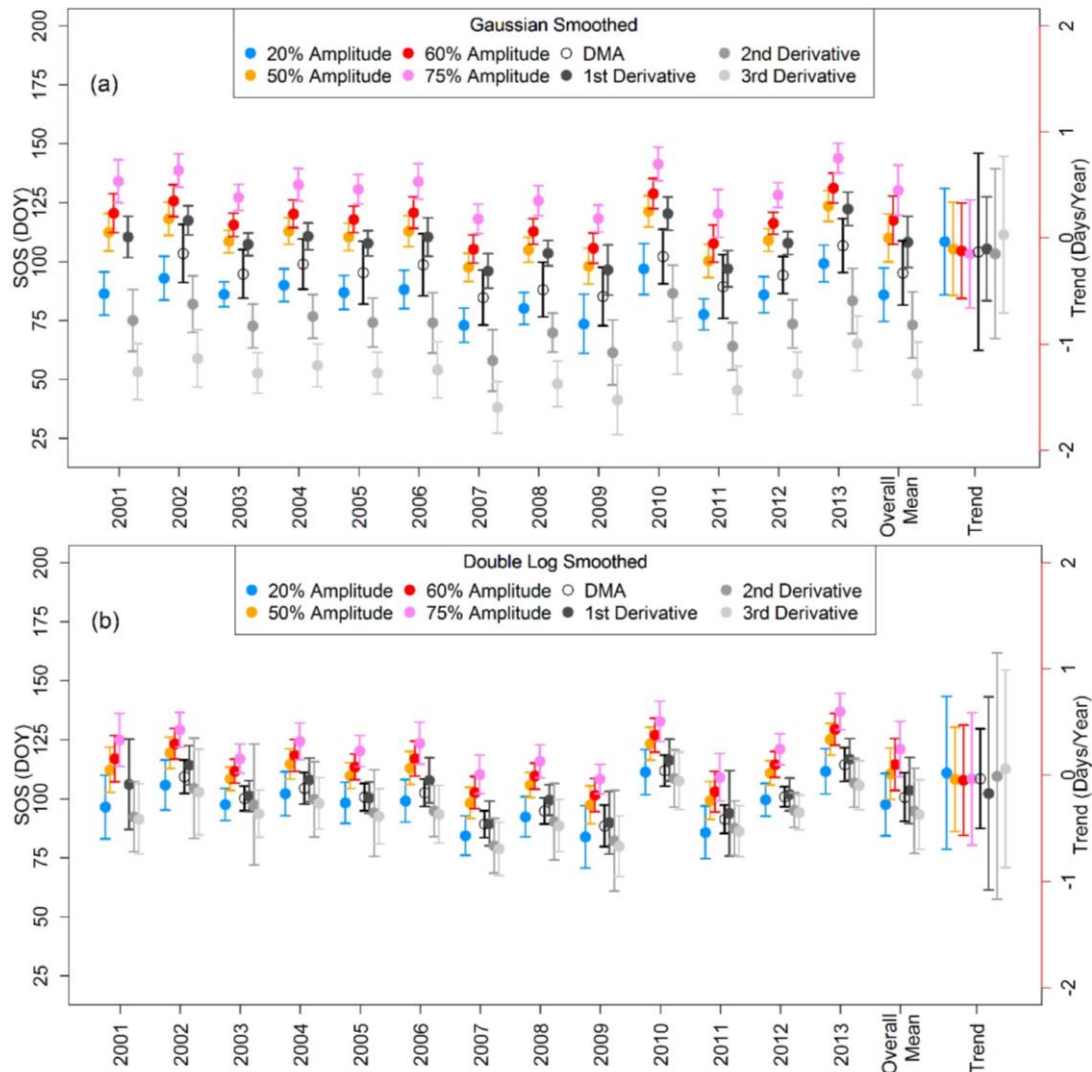 Gaussian Smoothed
20% Amplitude 60% Amplitude DMA 2nd Derivative
50% Amplitude 75% Amplitude 1st Derivative 3rd Derivative
(a)
SOS (DOY)
200
175
150
125
100
75
50
25
Trend (Days/Year)
2
1
0
-1
-2
2001
2002
2003
2004
2005
2006
2007
2008
2009
2010
2011
2012
2013
Overall
Mean
Trend
Double Log Smoothed
20% Amplitude 60% Amplitude DMA 2nd Derivative
50% Amplitude 75% Amplitude 1st Derivative 3rd Derivative
(b)
SOS (DOY)
200
175
150
125
100
75
50
25
Trend (Days/Year)
2
1
0
-1
-2
2001
2002
2003
2004
2005
2006
2007
2008
2009
2010
2011
2012
2013
Overall
Mean
Trend